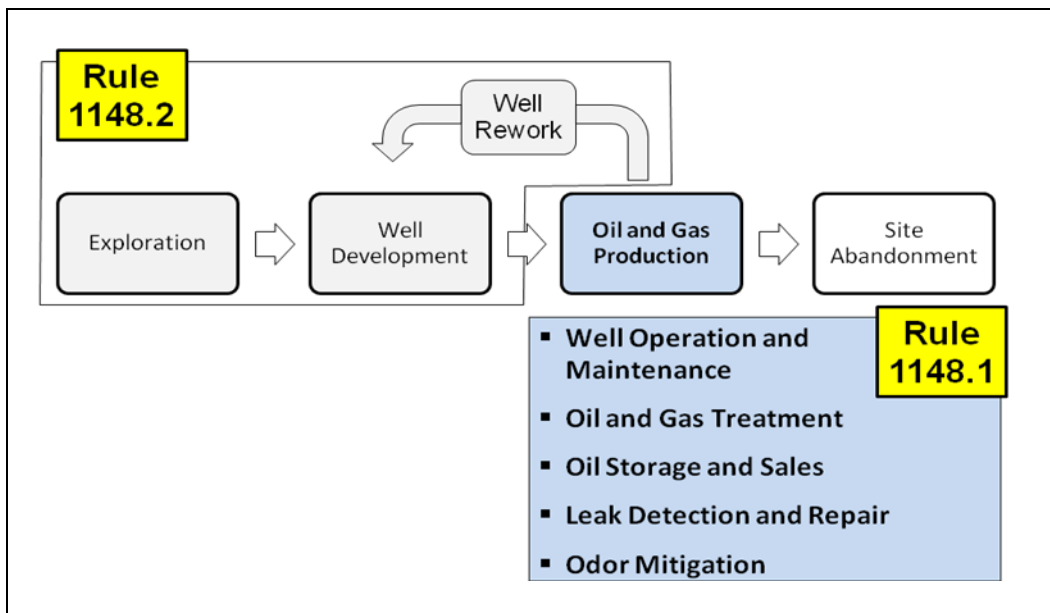 Rule
1148.2
Well
Rework
Exploration
Well
Development
Oil and Gas
Production
Site
Abandonment
Rule
1148.1
▪ Well Operation and
Maintenance
▪ Oil and Gas Treatment
▪ Oil Storage and Sales
▪ Leak Detection and Repair
▪ Odor Mitigation